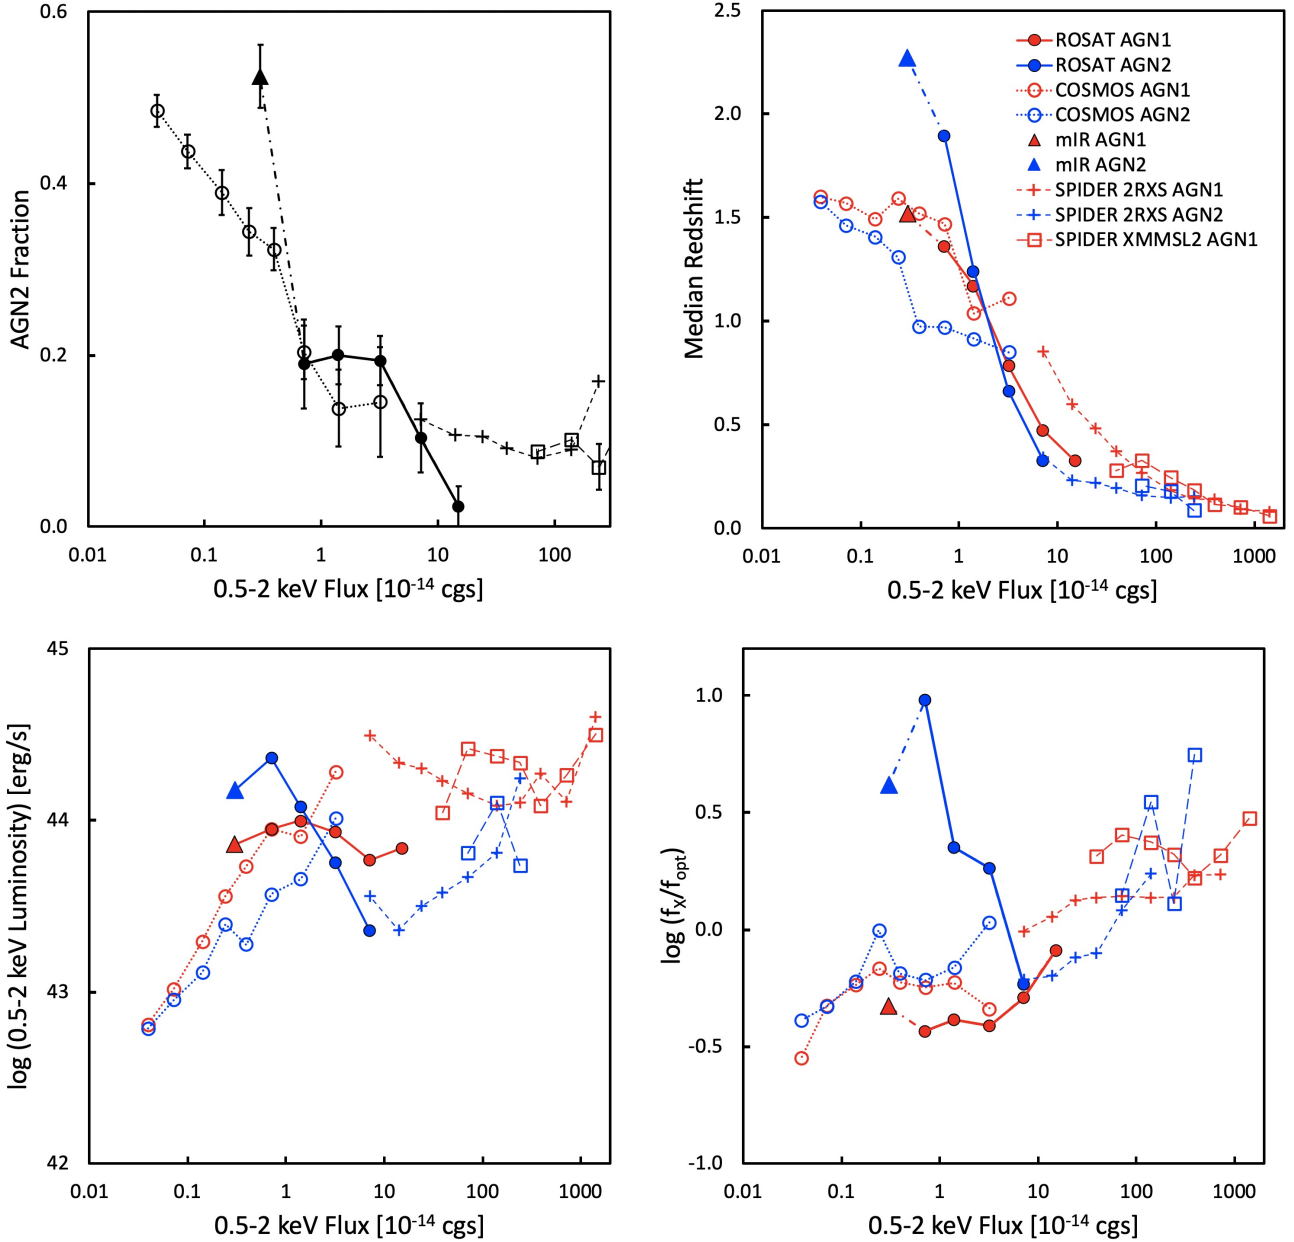 AGN2 Fraction
0.6
0.4
0.2
0.0
0.01 0.1 1 10 100
0.5-2 keV Flux [10⁻¹⁴ cgs]
Median Redshift
2.5
2.0
1.5
1.0
0.5
0.0
0.01 0.1 1 10 100 1000
0.5-2 keV Flux [10⁻¹⁴ cgs]
ROSAT AGN1
ROSAT AGN2
COSMOS AGN1
COSMOS AGN2
mIR AGN1
mIR AGN2
SPIDER 2RXS AGN1
SPIDER 2RXS AGN2
SPIDER XMMSL2 AGN1
log (0.5-2 keV Luminosity) [erg/s]
45
44
43
42
0.01 0.1 1 10 100 1000
0.5-2 keV Flux [10⁻¹⁴ cgs]
log (fₓ/fₒₚₜ)
1.0
0.5
0.0
-0.5
-1.0
0.01 0.1 1 10 100 1000
0.5-2 keV Flux [10⁻¹⁴ cgs]